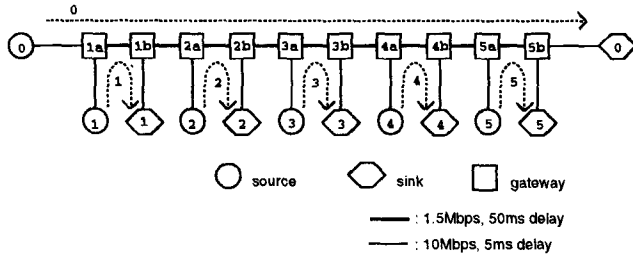 0
0 1a 1b 2a 2b 3a 3b 4a 4b 5a 5b 0
1 2 3 4 5
1 1 2 2 3 3 4 4 5 5
source sink gateway
: 1.5Mbps, 50ms delay
: 10Mbps, 5ms delay